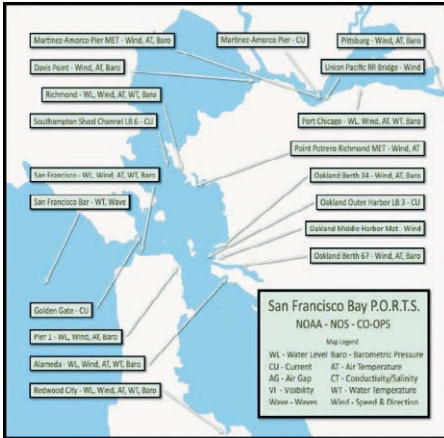 Martinez-Amorco Pier MET - Wind, AT, Baro
Martinez-Amorco Pier - CU
Pittsburg - Wind, AT, Baro
Davis Point - Wind, AT, Baro
Union Pacific RR Bridge - Wind
Richmond - WL, Wind, AT, WT, Baro
Southampton Shoal Channel LB 6 - CU
Port Chicago - WL, Wind, AT, WT, Baro
Point Potrero Richmond MET - Wind, AT
San Francisco - WL, Wind, AT, WT, Baro
Oakland Berth 34 - Wind, AT, Baro
San Francisco Bar - WT, Wave
Oakland Outer Harbor LB 3 - CU
Oakland Middle Harbor Met - Wind
Oakland Berth 67 - Wind, AT, Baro
Golden Gate - CU
Pier 1 - WL, Wind, AT, Baro
Alameda - WL, Wind, AT, WT, Baro
Redwood City - WL, Wind, AT, WT, Baro
San Francisco Bay P.O.R.T.S.
NOAA - NOS - CO-OPS
Map Legend
WL - Water Level Baro - Barometric Pressure
CU - Current AT - Air Temperature
AG - Air Gap CT - Conductivity/Salinity
VI - Visibility WT - Water Temperature
Wave - Waves Wind - Speed & Direction